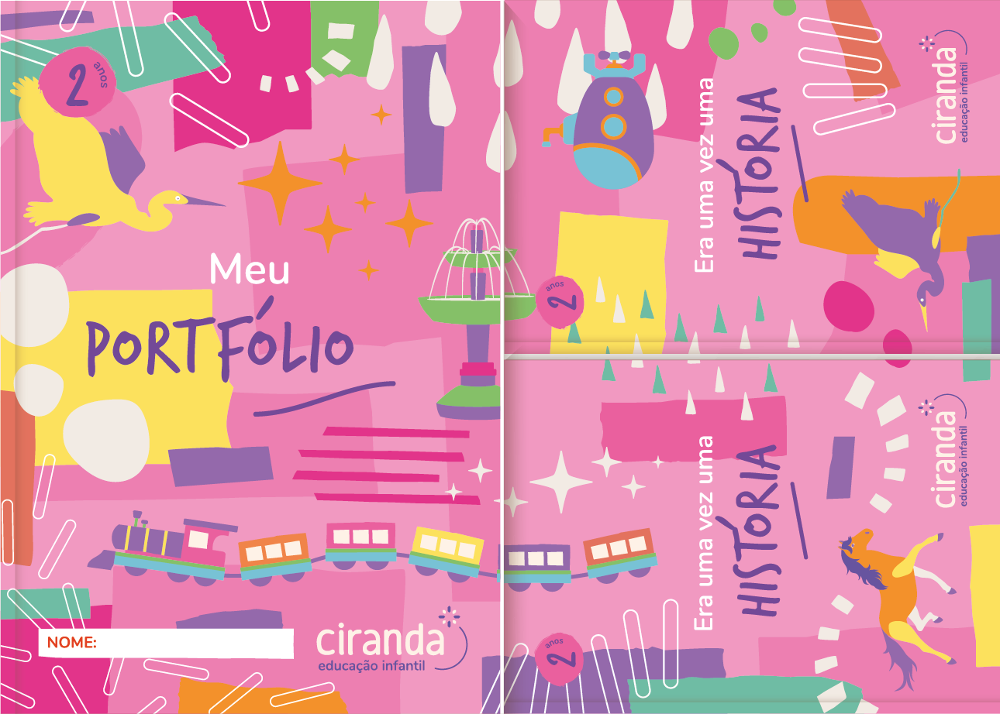 2 anos
Meu
PORTFÓLIO
NOME:
ciranda
educação infantil
Era uma vez uma
HISTÓRIA
ciranda
educação infantil
2 anos
Era uma vez uma
HISTÓRIA
ciranda
educação infantil
2 anos